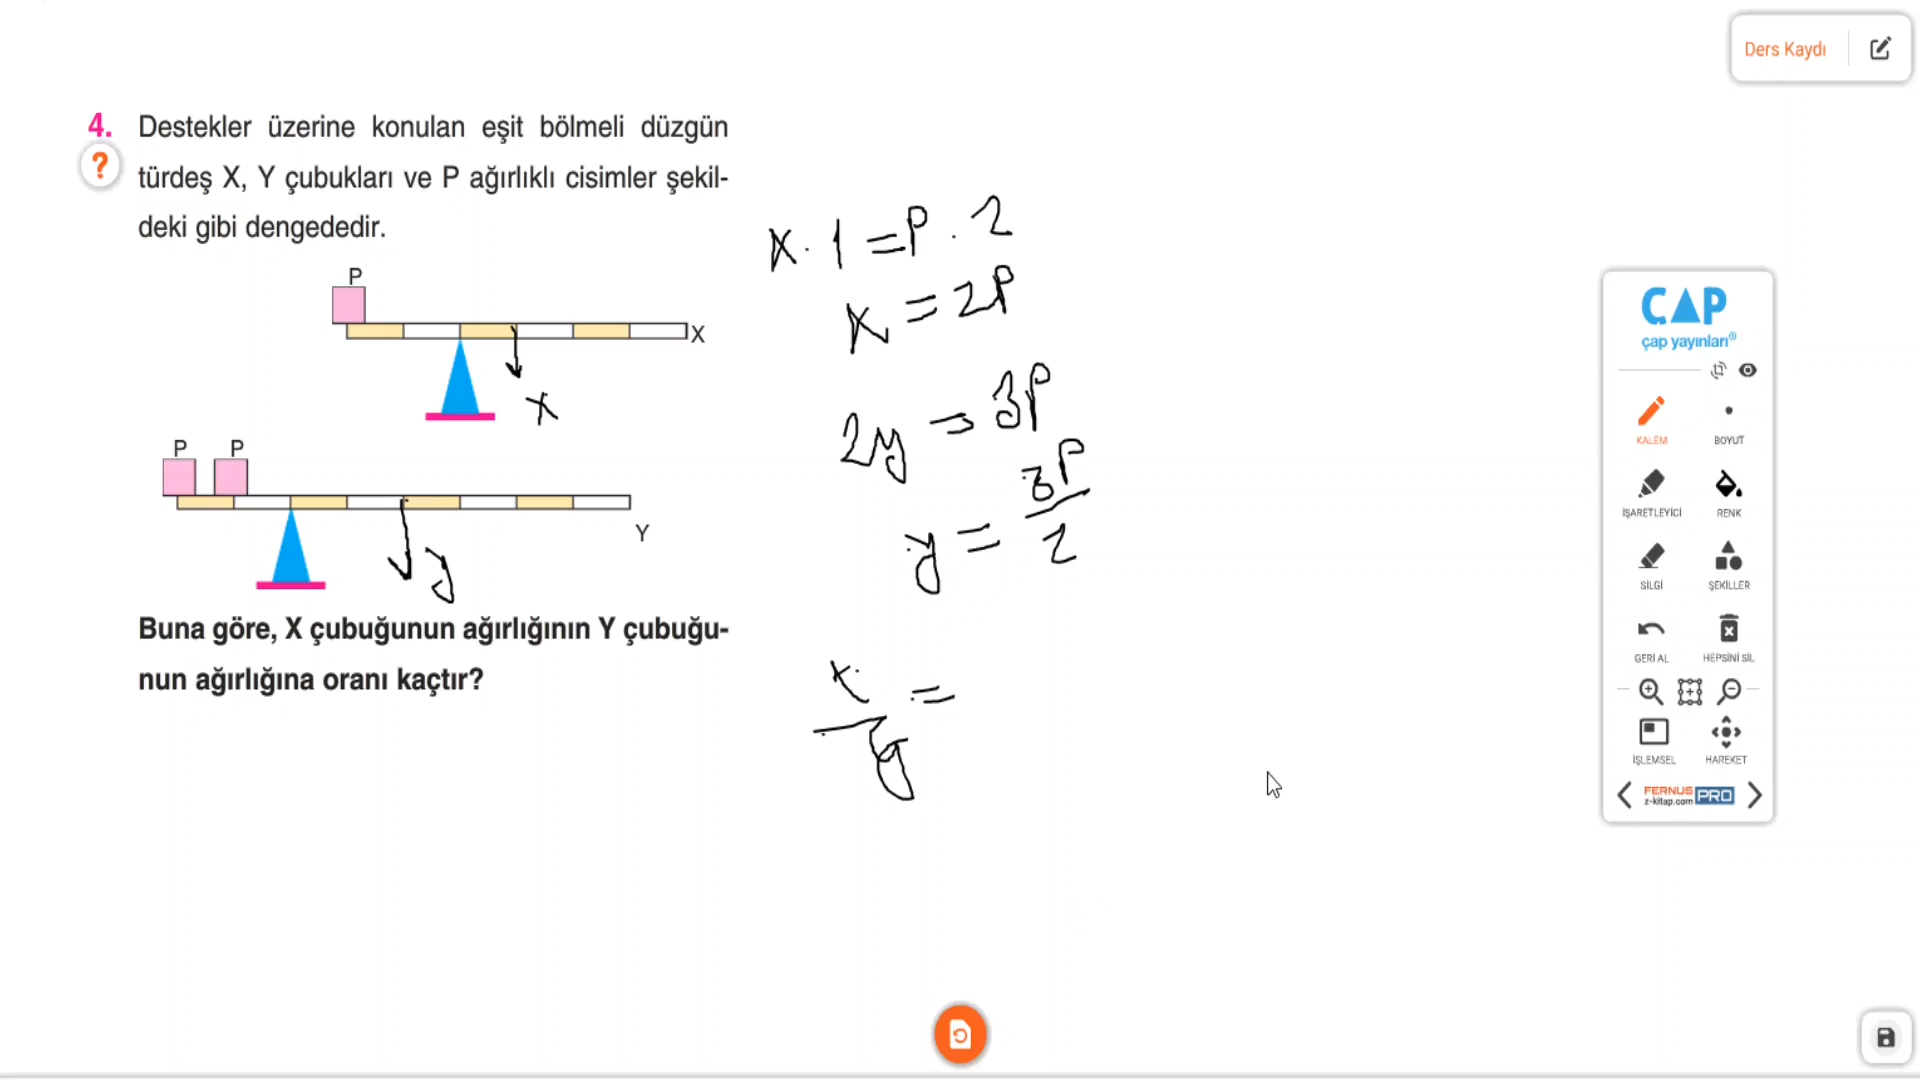 Ders Kaydı
4. Destekler üzerine konulan eşit bölmeli düzgün
? türdeş X, Y çubukları ve P ağırlıklı cisimler şekil-
deki gibi dengededir.
P
X
X
P P
Y
y
Buna göre, X çubuğunun ağırlığının Y çubuğu-
nun ağırlığına oranı kaçtır?
X . 1 = P . 2
X = 2P
2y = 3P
y = 3P
2
x =
y
CAP
çap yayınları®
KALEM BOYUT
İŞARETLEYİCİ RENK
SİLGİ ŞEKİLLER
GERİ AL HEPSİNİ SİL
İŞLEMSEL HAREKET
FERNUS PRO
z-kitap.com